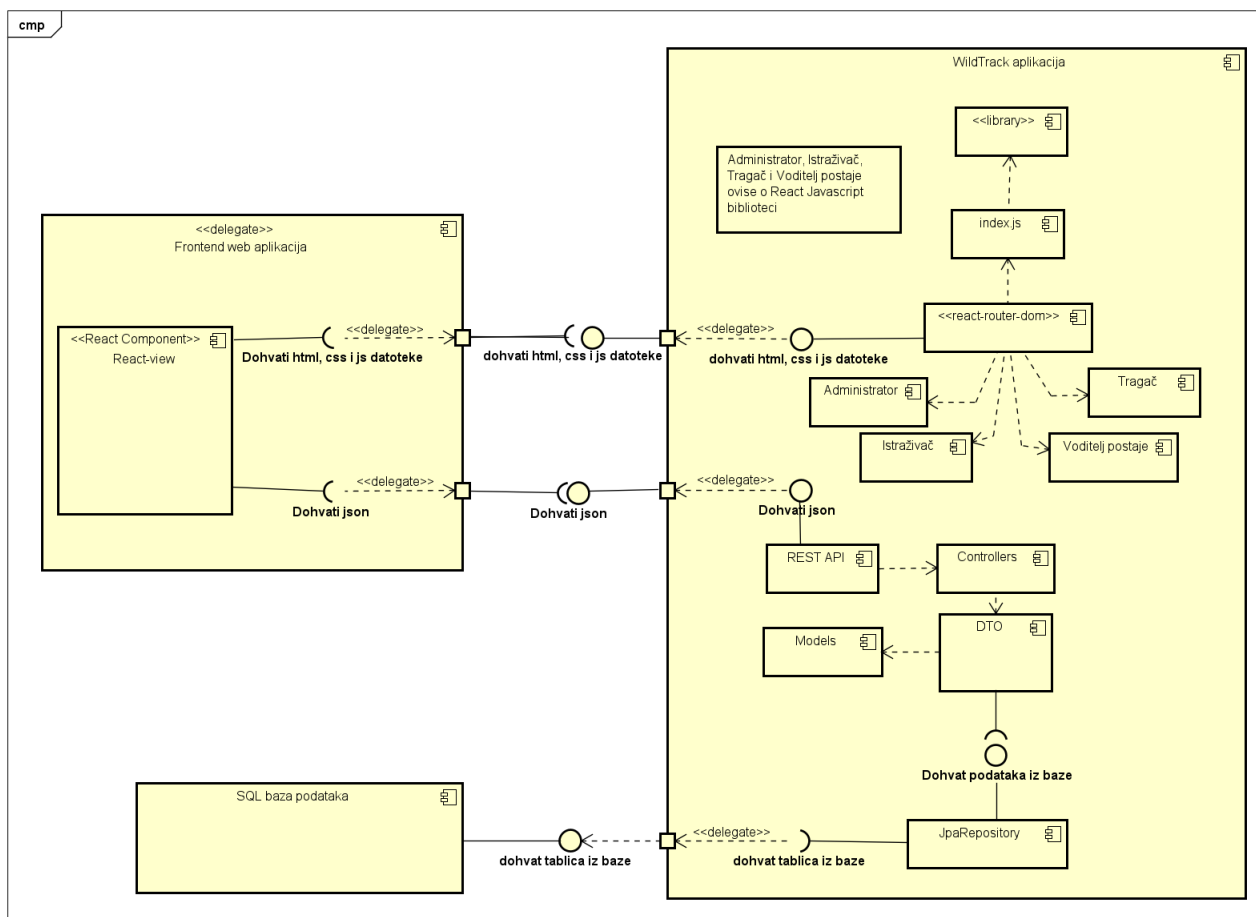 cmp
WildTrack aplikacija
<<library>>
Administrator, Istraživač,
Tragač i Voditelj postaje
ovise o React Javascript
biblioteci
index.js
<<delegate>>
Frontend web aplikacija
<<React Component>>
React-view
<<delegate>>
Dohvati html, css i js datoteke
dohvati html, css i js datoteke
<<delegate>>
dohvati html, css i js datoteke
<<react-router-dom>>
Administrator
Tragač
Istraživač
Voditelj postaje
<<delegate>>
Dohvati json
Dohvati json
<<delegate>>
Dohvati json
REST API
Controllers
DTO
Models
Dohvat podataka iz baze
SQL baza podataka
dohvat tablica iz baze
<<delegate>>
dohvat tablica iz baze
JpaRepository